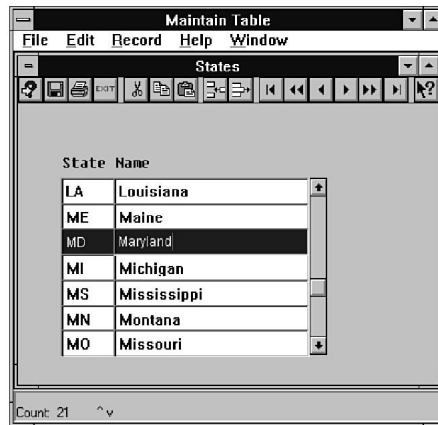 Maintain Table
File Edit Record Help Window
States
EXIT
State Name
LA Louisiana
ME Maine
MD Maryland
MI Michigan
MS Mississippi
MN Montana
MO Missouri
Count: 21 ^ v